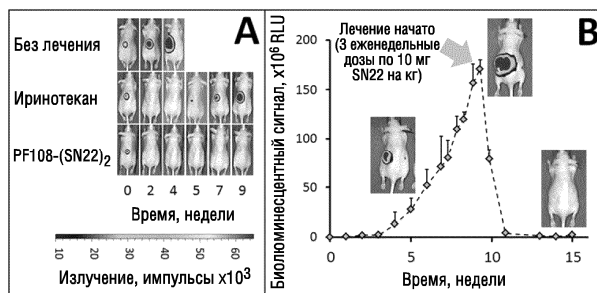 A
Без лечения
Иринотекан
PF108-(SN22)2
0 2 4 5 7 9
Время, недели
10 20 30 40 50 60
Излучение, импульсы x10³
B
Лечение начато
(3 еженедельные
дозы по 10 мг
SN22 на кг)
Биолюминесцентный сигнал, x10⁶ RLU
200
150
100
50
0
0 5 10 15
Время, недели